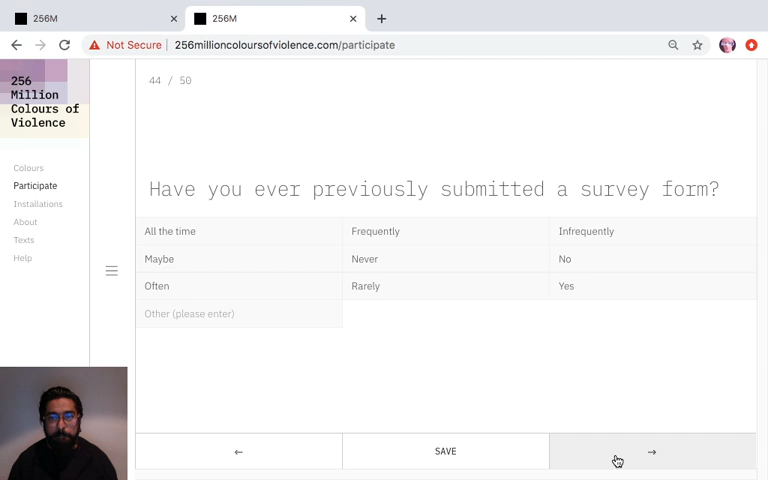 256M
256M
Not Secure
256millioncoloursofviolence.com/participate
256
Million
Colours of
Violence
Colours
Participate
Installations
About
Texts
Help
44 / 50
Have you ever previously submitted a survey form?
All the time
Frequently
Infrequently
Maybe
Never
No
Often
Rarely
Yes
Other (please enter)
SAVE